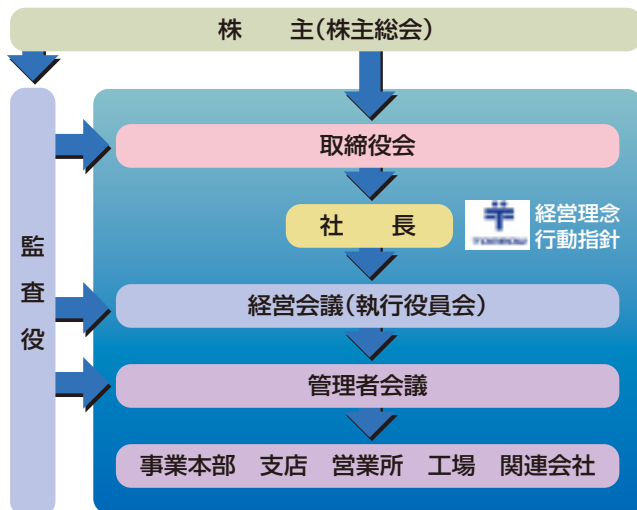 株　主(株主総会)
監査役
取締役会
社　長
TOMBOW
経営理念
行動指針
経営会議(執行役員会)
管理者会議
事業本部　支店　営業所　工場　関連会社